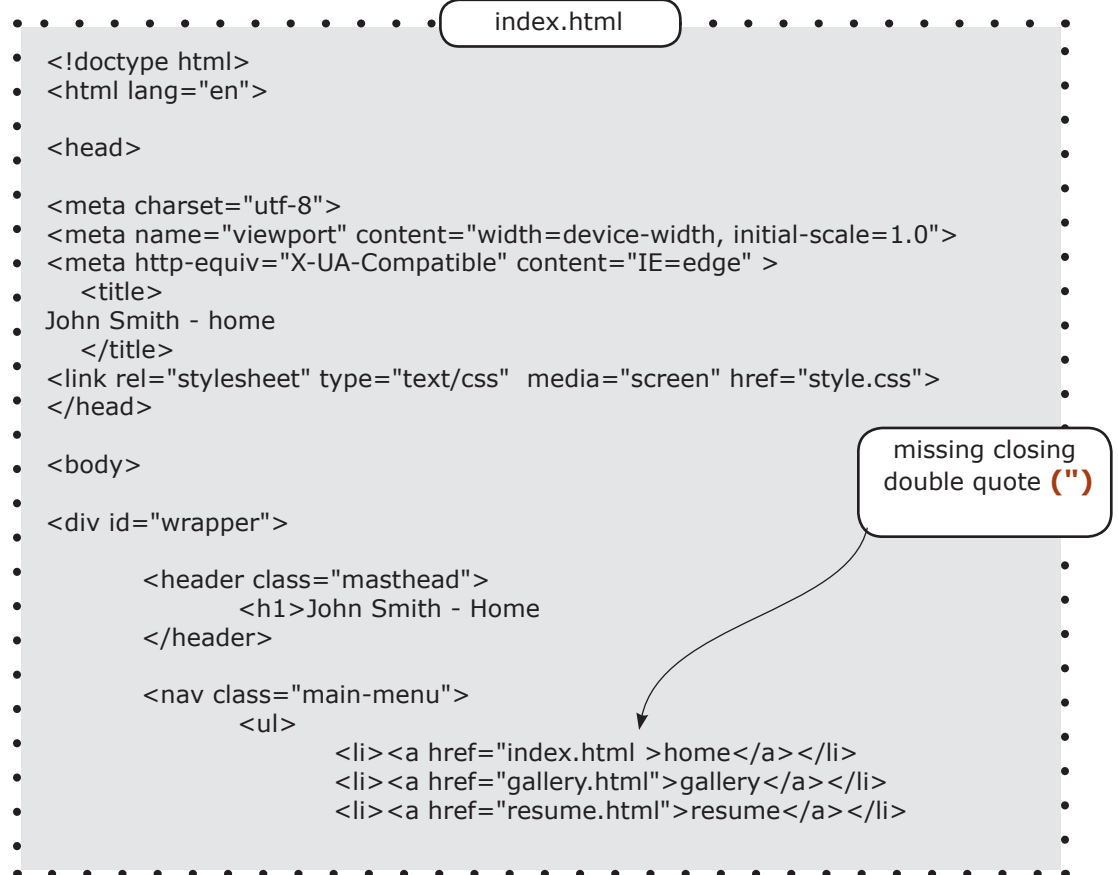 index.html
<!doctype html>
<html lang="en">
<head>
<meta charset="utf-8">
<meta name="viewport" content="width=device-width, initial-scale=1.0">
<meta http-equiv="X-UA-Compatible" content="IE=edge" >
<title>
John Smith - home
</title>
<link rel="stylesheet" type="text/css"  media="screen" href="style.css">
</head>
<body>
missing closing
double quote (")
<div id="wrapper">
<header class="masthead">
<h1>John Smith - Home
</header>
<nav class="main-menu">
<ul>
<li><a href="index.html >home</a></li>
<li><a href="gallery.html">gallery</a></li>
<li><a href="resume.html">resume</a></li>